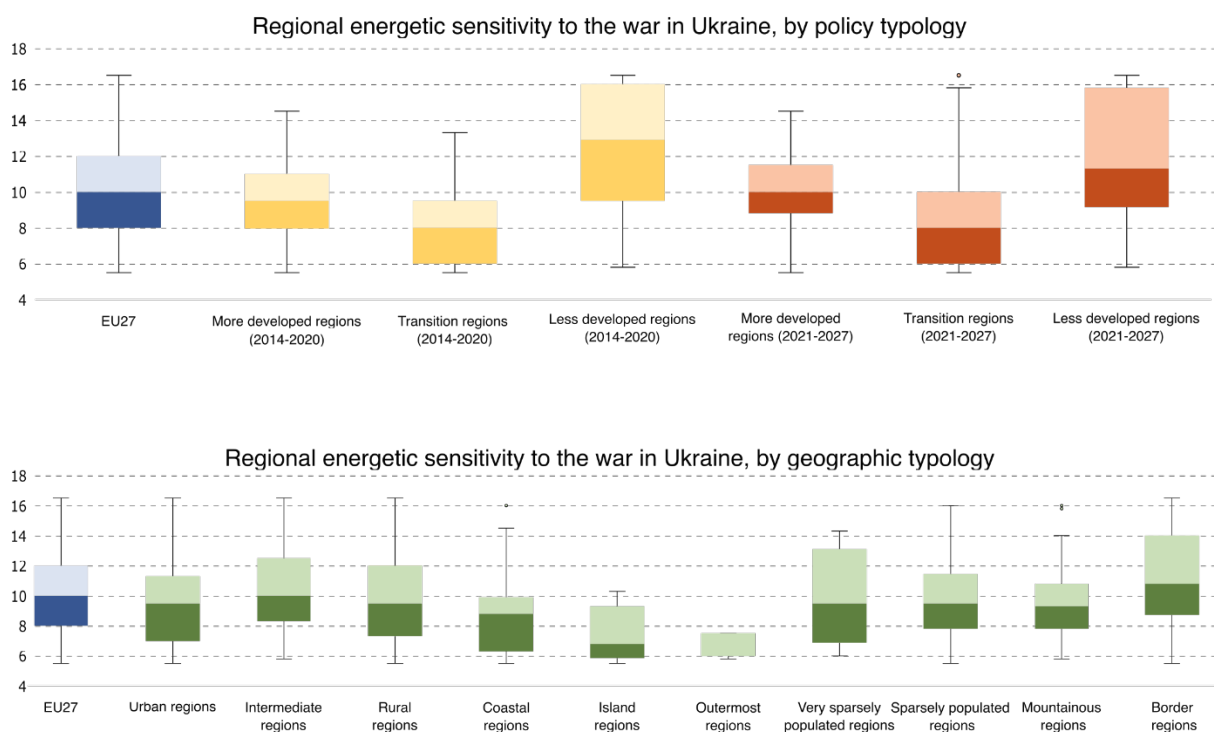 Regional energetic sensitivity to the war in Ukraine, by policy typology
18
16
14
12
10
8
6
4
EU27
More developed regions
(2014-2020)
Transition regions
(2014-2020)
Less developed regions
(2014-2020)
More developed
regions (2021-2027)
Transition regions
(2021-2027)
Less developed regions
(2021-2027)
Regional energetic sensitivity to the war in Ukraine, by geographic typology
18
16
14
12
10
8
6
4
EU27
Urban regions
Intermediate
regions
Rural
regions
Coastal
regions
Island
regions
Outermost
regions
Very sparsely
populated regions
Sparsely populated
regions
Mountainous
regions
Border
regions